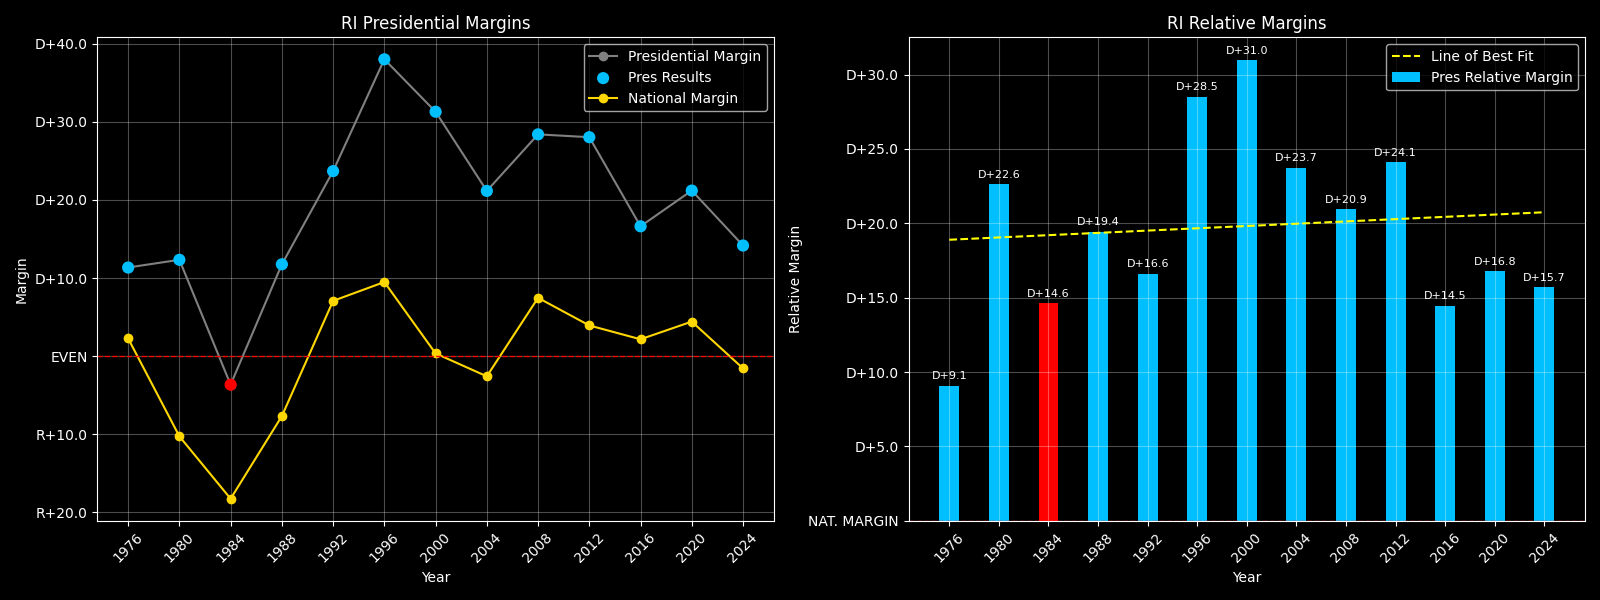 RI Presidential Margins
D+40.0
D+30.0
D+20.0
D+10.0
EVEN
R+10.0
R+20.0
Margin
Presidential Margin
Pres Results
National Margin
1976
1980
1984
1988
1992
1996
2000
2004
2008
2012
2016
2020
2024
Year
RI Relative Margins
D+30.0
D+25.0
D+20.0
D+15.0
D+10.0
D+5.0
NAT. MARGIN
Relative Margin
Line of Best Fit
Pres Relative Margin
D+9.1
D+22.6
D+14.6
D+19.4
D+16.6
D+28.5
D+31.0
D+23.7
D+20.9
D+24.1
D+14.5
D+16.8
D+15.7
1976
1980
1984
1988
1992
1996
2000
2004
2008
2012
2016
2020
2024
Year